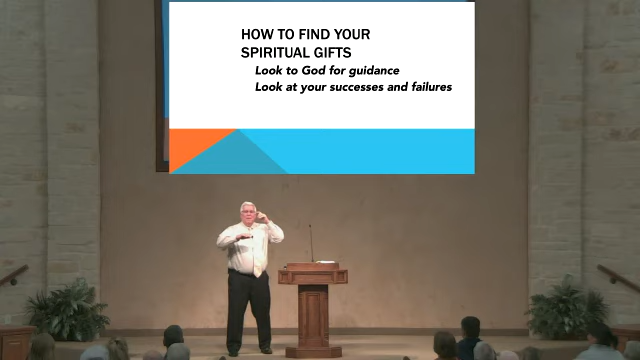 HOW TO FIND YOUR
SPIRITUAL GIFTS
Look to God for guidance
Look at your successes and failures